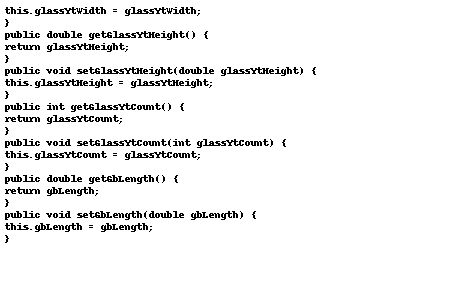 this.glassYtWidth = glassYtWidth;
}
public double getGlassYtHeight() {
return glassYtHeight;
}
public void setGlassYtHeight(double glassYtHeight) {
this.glassYtHeight = glassYtHeight;
}
public int getGlassYtCount() {
return glassYtCount;
}
public void setGlassYtCount(int glassYtCount) {
this.glassYtCount = glassYtCount;
}
public double getGbLength() {
return gbLength;
}
public void setGbLength(double gbLength) {
this.gbLength = gbLength;
}